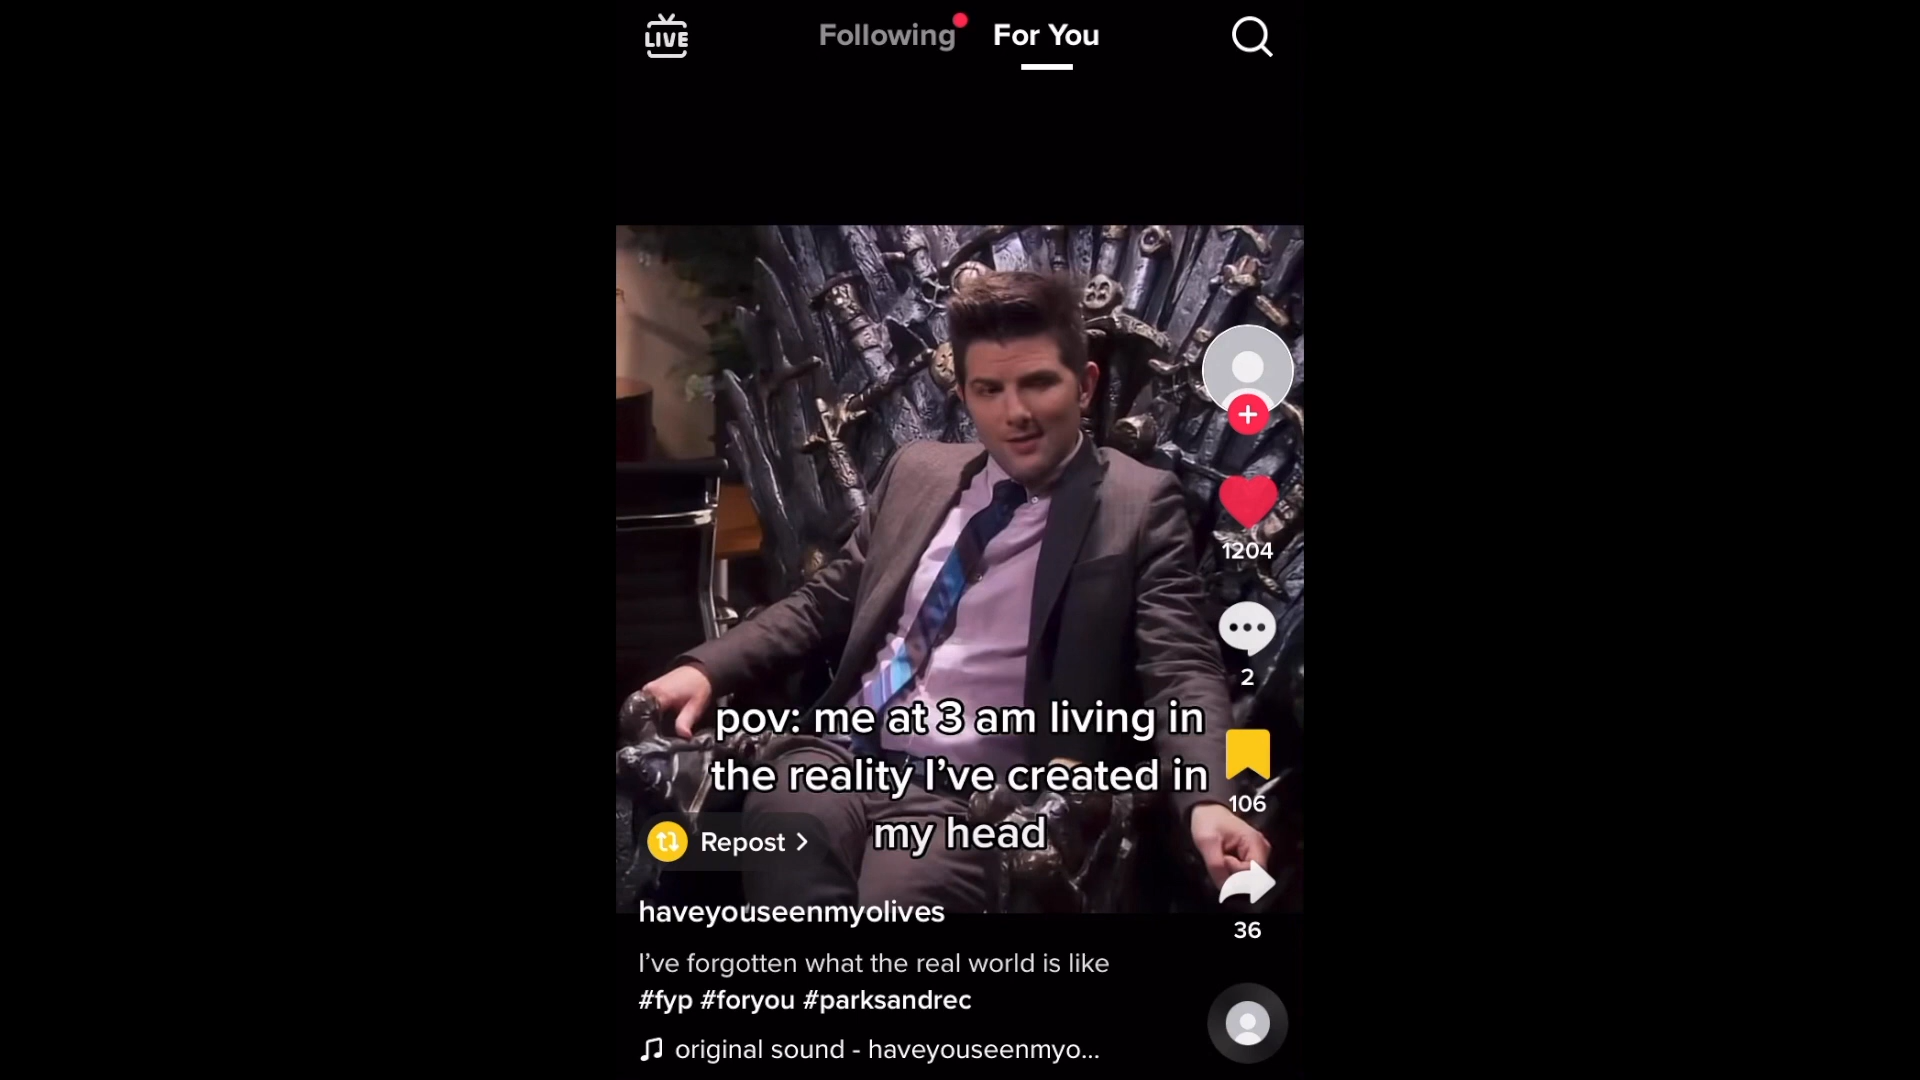 LIVE
Following
For You
1204
2
pov: me at 3 am living in
the reality I’ve created in
my head
106
Repost
haveyouseenmyolives
36
I’ve forgotten what the real world is like
#fyp #foryou #parksandrec
original sound - haveyouseenmyo...